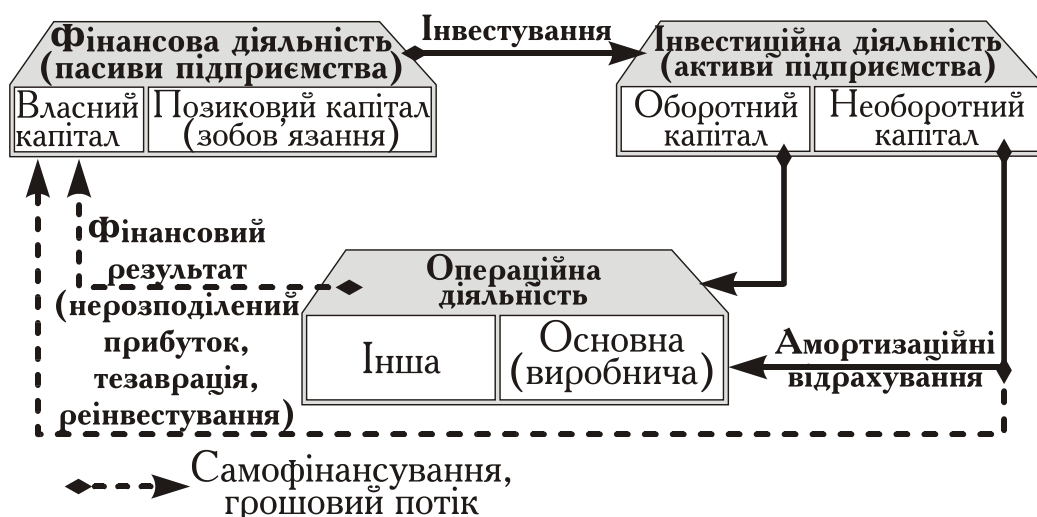 Фінансова діяльність
(пасиви підприємства)
Власний
капітал
Позиковий капітал
(зобов’язання)
Інвестування
Інвестиційна діяльність
(активи підприємства)
Оборотний
капітал
Необоротний
капітал
Фінансовий
результат
(нерозподілений
прибуток,
тезаврація,
реінвестування)
Операційна
діяльність
Інша
Основна
(виробнича)
Амортизаційні
відрахування
Самофінансування,
грошовий потік